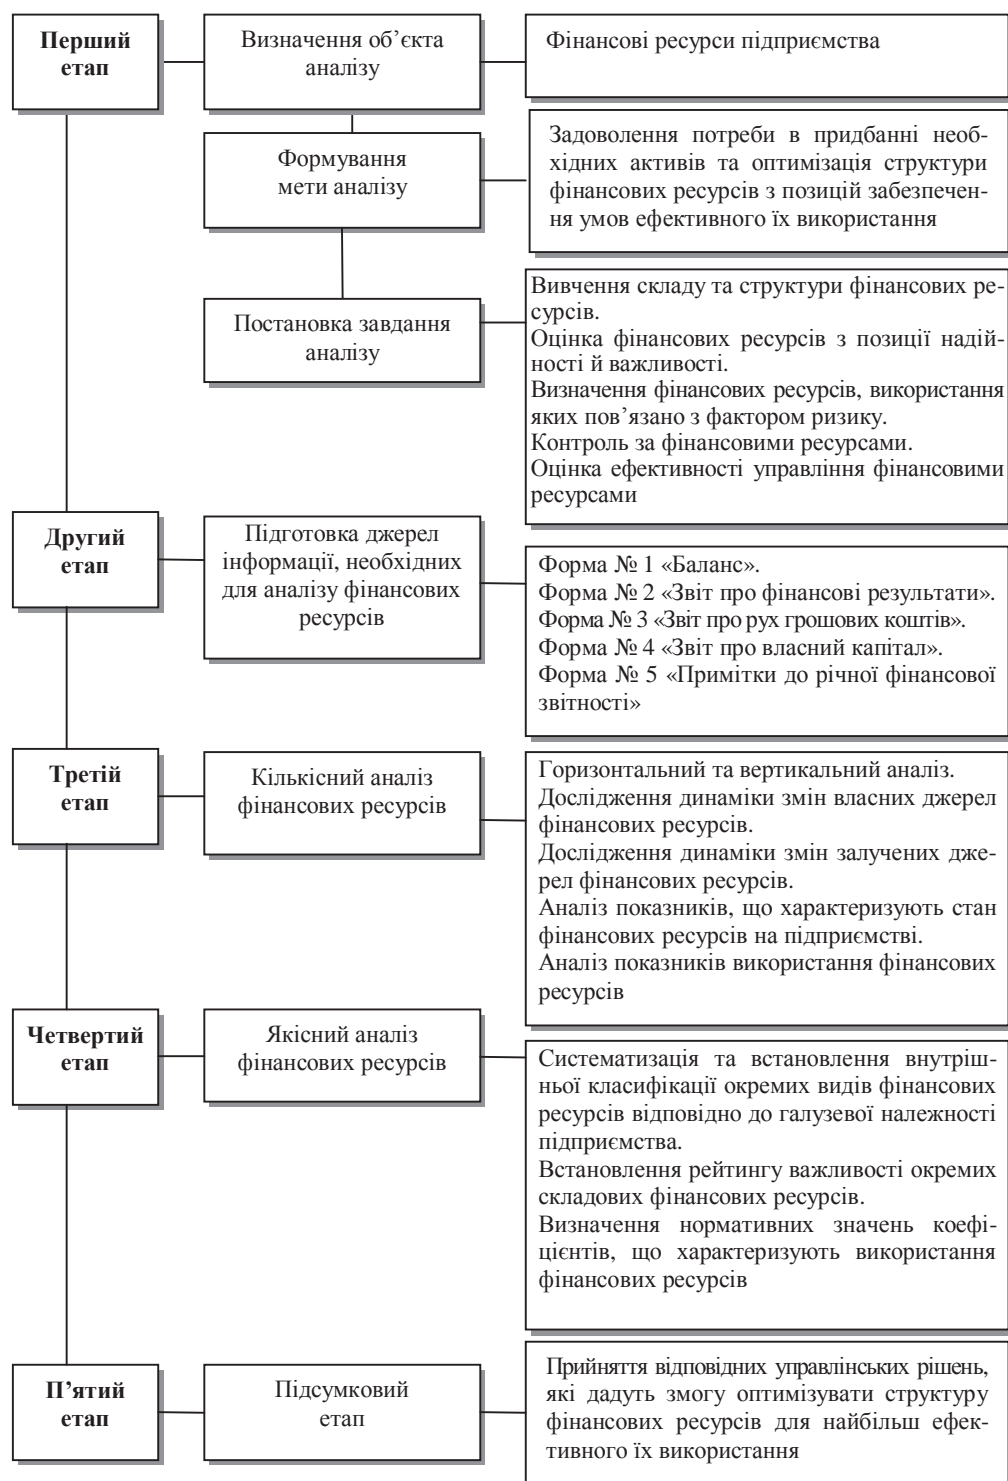 Перший
етап
Визначення об’єкта
аналізу
Фінансові ресурси підприємства
Формування
мети аналізу
Задоволення потреби в придбанні необ-
хідних активів та оптимізація структури
фінансових ресурсів з позицій забезпечен-
ня умов ефективного їх використання
Постановка завдання
аналізу
Вивчення складу та структури фінансових ре-
сурсів.
Оцінка фінансових ресурсів з позиції надій-
ності й важливості.
Визначення фінансових ресурсів, використання
яких пов’язано з фактором ризику.
Контроль за фінансовими ресурсами.
Оцінка ефективності управління фінансовими
ресурсами
Другий
етап
Підготовка джерел
інформації, необхідних
для аналізу фінансових
ресурсів
Форма № 1 «Баланс».
Форма № 2 «Звіт про фінансові результати».
Форма № 3 «Звіт про рух грошових коштів».
Форма № 4 «Звіт про власний капітал».
Форма № 5 «Примітки до річної фінансової
звітності»
Третій
етап
Кількісний аналіз
фінансових ресурсів
Горизонтальний та вертикальний аналіз.
Дослідження динаміки змін власних джерел
фінансових ресурсів.
Дослідження динаміки змін залучених дже-
рел фінансових ресурсів.
Аналіз показників, що характеризують стан
фінансових ресурсів на підприємстві.
Аналіз показників використання фінансових
ресурсів
Четвертий
етап
Якісний аналіз
фінансових ресурсів
Систематизація та встановлення внутріш-
ньої класифікації окремих видів фінансових
ресурсів відповідно до галузевої належності
підприємства.
Встановлення рейтингу важливості окремих
складових фінансових ресурсів.
Визначення нормативних значень коефі-
цієнтів, що характеризують використання
фінансових ресурсів
П’ятий
етап
Підсумковий
етап
Прийняття відповідних управлінських рішень,
які дадуть змогу оптимізувати структуру
фінансових ресурсів для найбільш ефек-
тивного їх використання